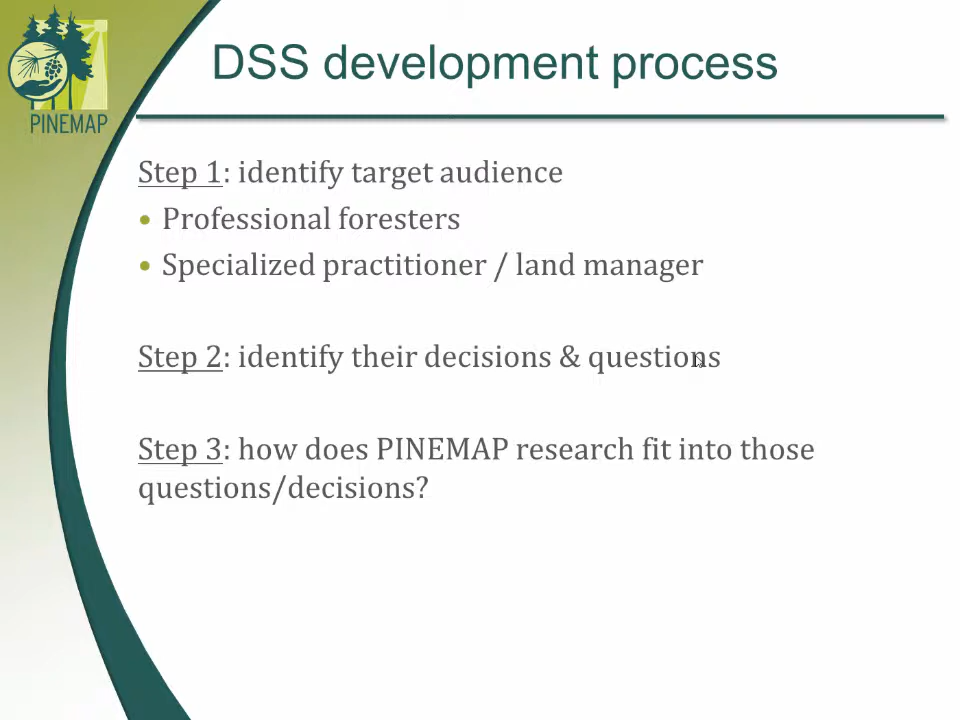 PINEMAP
DSS development process
Step 1: identify target audience
• Professional foresters
• Specialized practitioner / land manager
Step 2: identify their decisions & questions
Step 3: how does PINEMAP research fit into those
questions/decisions?